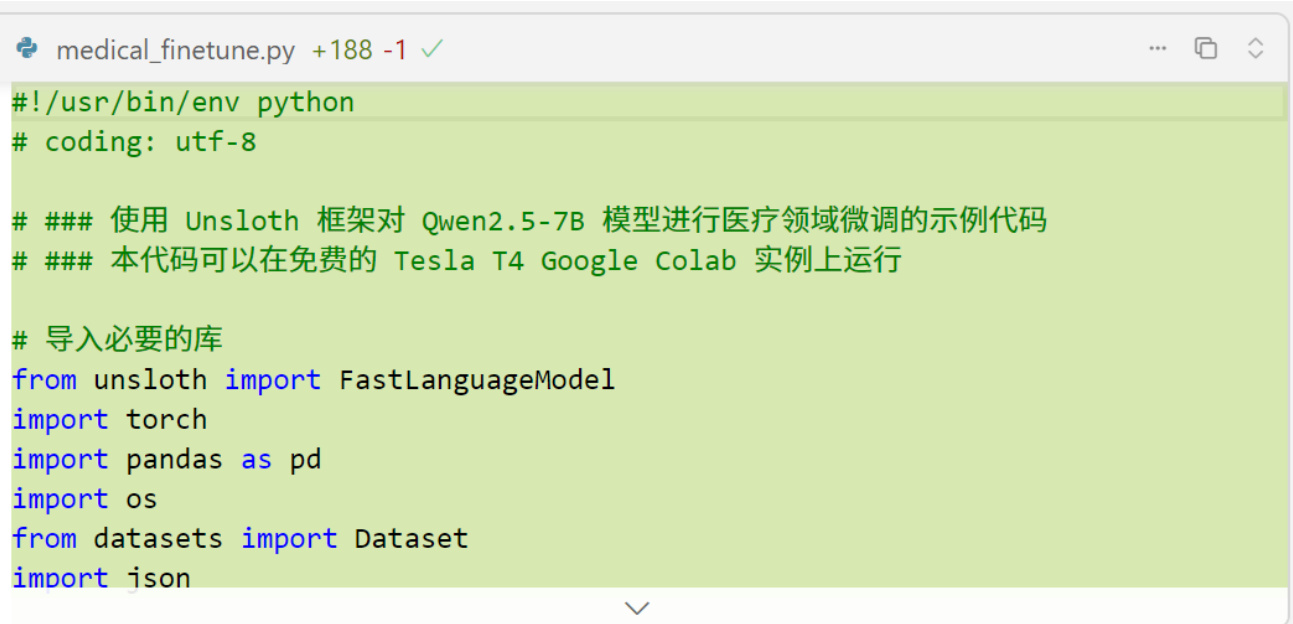 medical_finetune.py +188 -1
#!/usr/bin/env python
# coding: utf-8
# ### 使用 Unsloth 框架对 Qwen2.5-7B 模型进行医疗领域微调的示例代码
# ### 本代码可以在免费的 Tesla T4 Google Colab 实例上运行
# 导入必要的库
from unsloth import FastLanguageModel
import torch
import pandas as pd
import os
from datasets import Dataset
import json